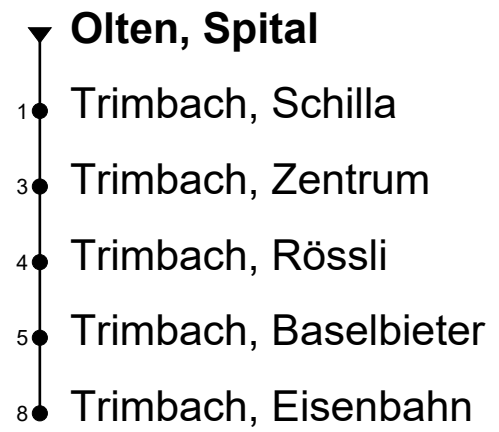 Olten, Spital
1 Trimbach, Schilla
3 Trimbach, Zentrum
4 Trimbach, Rössli
5 Trimbach, Baselbieter
8 Trimbach, Eisenbahn